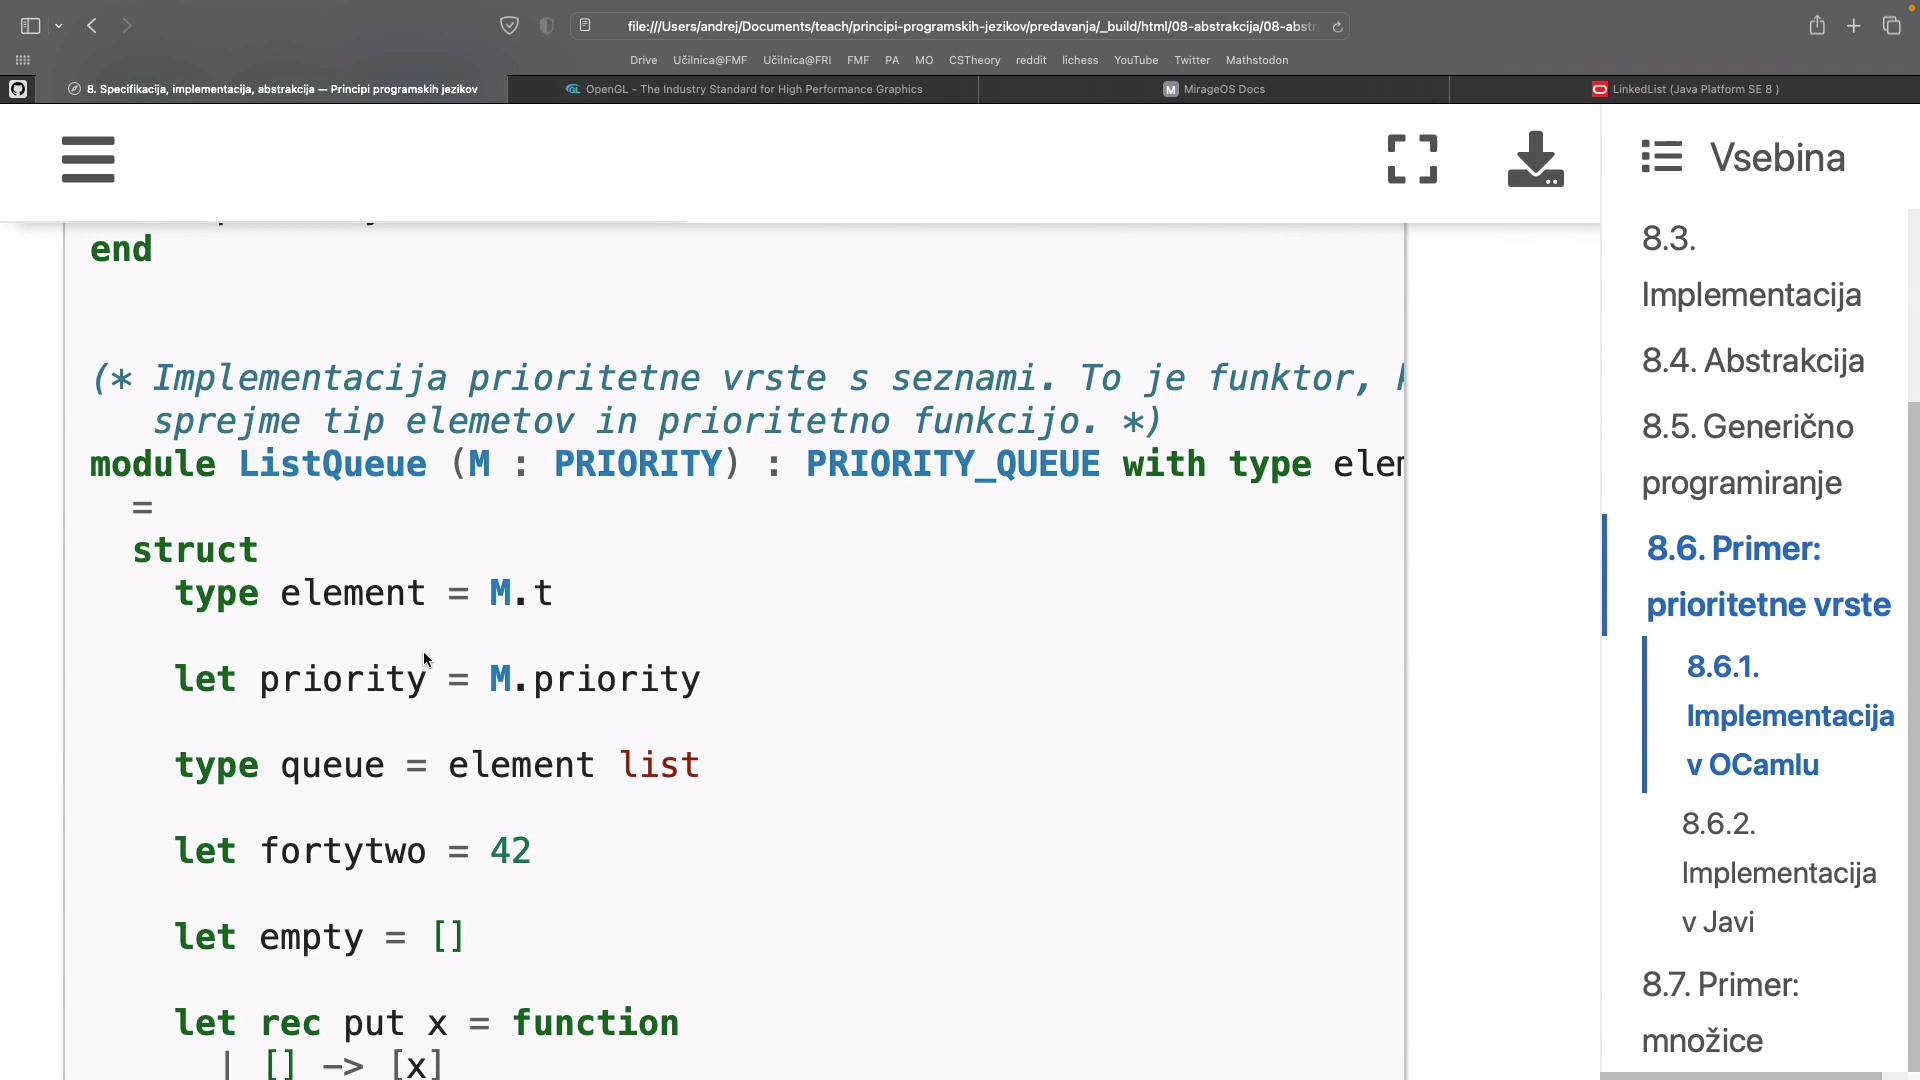 file:///Users/andrej/Documents/teach/principi-programskih-jezikov/predavanja/_build/html/08-abstrakcija/08-abstr
Drive Učilnica@FMF Učilnica@FRI FMF PA MO CSTheory reddit lichess YouTube Twitter Mathstodon
8. Specifikacija, implementacija, abstrakcija — Principi programskih jezikov
OpenGL - The Industry Standard for High Performance Graphics
MirageOS Docs
LinkedList (Java Platform SE 8 )
end
(* Implementacija prioritetne vrste s seznami. To je funktor,
sprejme tip elemetov in prioritetno funkcijo. *)
module ListQueue (M : PRIORITY) : PRIORITY_QUEUE with type elem
=
struct
type element = M.t
let priority = M.priority
type queue = element list
let fortytwo = 42
let empty = []
let rec put x = function
| [] -> [x]
Vsebina
8.3.
Implementacija
8.4. Abstrakcija
8.5. Generično
programiranje
8.6. Primer:
prioritetne vrste
8.6.1.
Implementacija
v OCamlu
8.6.2.
Implementacija
v Javi
8.7. Primer:
množice